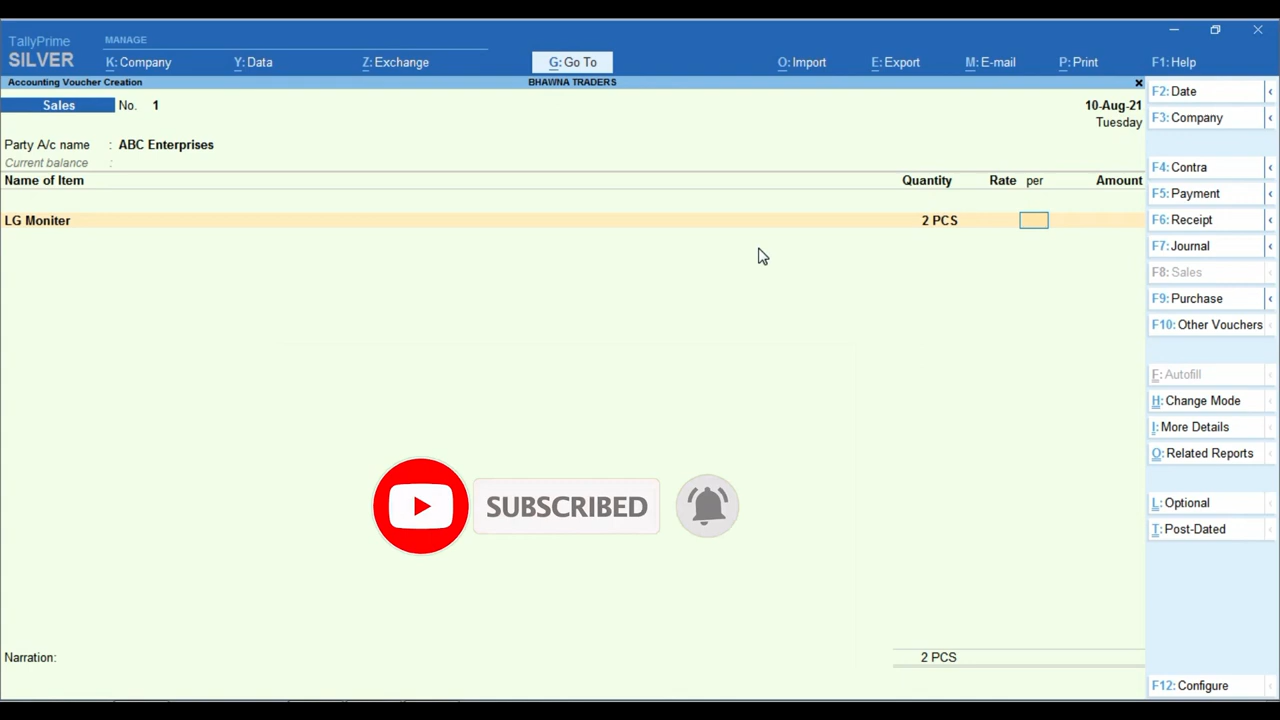 TallyPrime
SILVER
MANAGE
K: Company
Y: Data
Z: Exchange
G: Go To
O: Import
E: Export
M: E-mail
P: Print
F1: Help
Accounting Voucher Creation
BHAWNA TRADERS
Sales No. 1
10-Aug-21
Tuesday
Party A/c name : ABC Enterprises
Current balance :
Name of Item Quantity Rate per Amount
LG Moniter 2 PCS
SUBSCRIBED
Narration: 2 PCS
F2: Date
F3: Company
F4: Contra
F5: Payment
F6: Receipt
F7: Journal
F8: Sales
F9: Purchase
F10: Other Vouchers
F: Autofill
H: Change Mode
I: More Details
O: Related Reports
L: Optional
T: Post-Dated
F12: Configure